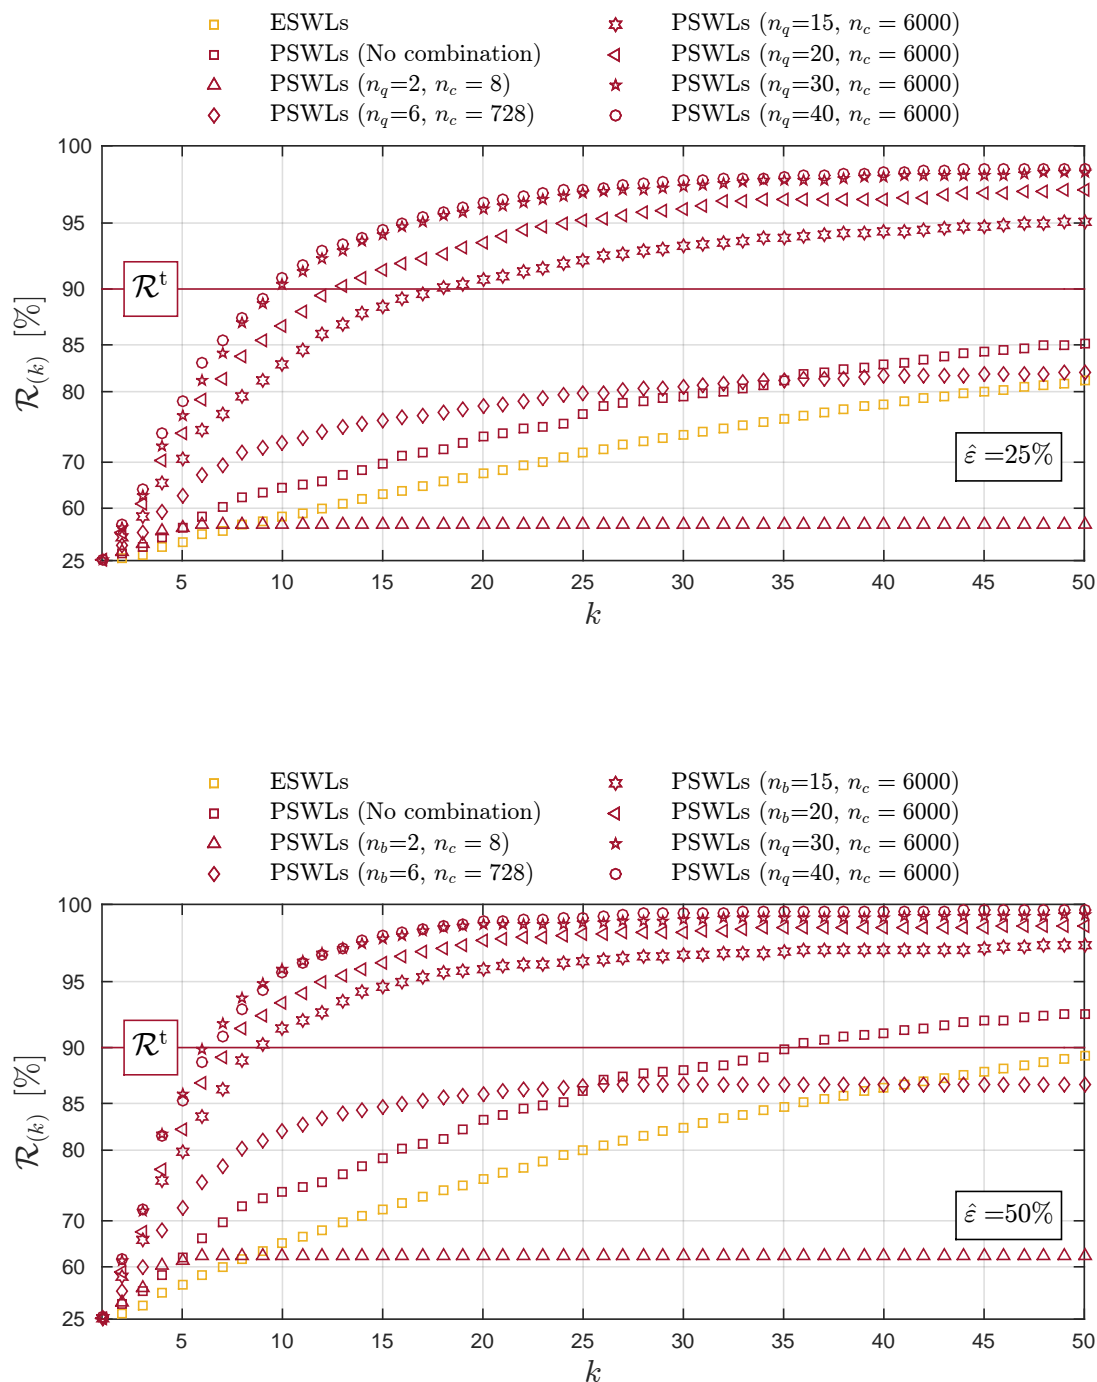 ESWLs
PSWLs (No combination)
PSWLs (n_q=2, n_c = 8)
PSWLs (n_q=6, n_c = 728)
PSWLs (n_q=15, n_c = 6000)
PSWLs (n_q=20, n_c = 6000)
PSWLs (n_q=30, n_c = 6000)
PSWLs (n_q=40, n_c = 6000)
100
95
90
85
80
70
60
25
R_(k) [%]
R^t
ε̂ =25%
5 10 15 20 25 30 35 40 45 50
k
ESWLs
PSWLs (No combination)
PSWLs (n_b=2, n_c = 8)
PSWLs (n_b=6, n_c = 728)
PSWLs (n_b=15, n_c = 6000)
PSWLs (n_b=20, n_c = 6000)
PSWLs (n_q=30, n_c = 6000)
PSWLs (n_q=40, n_c = 6000)
100
95
90
85
80
70
60
25
R_(k) [%]
R^t
ε̂ =50%
5 10 15 20 25 30 35 40 45 50
k